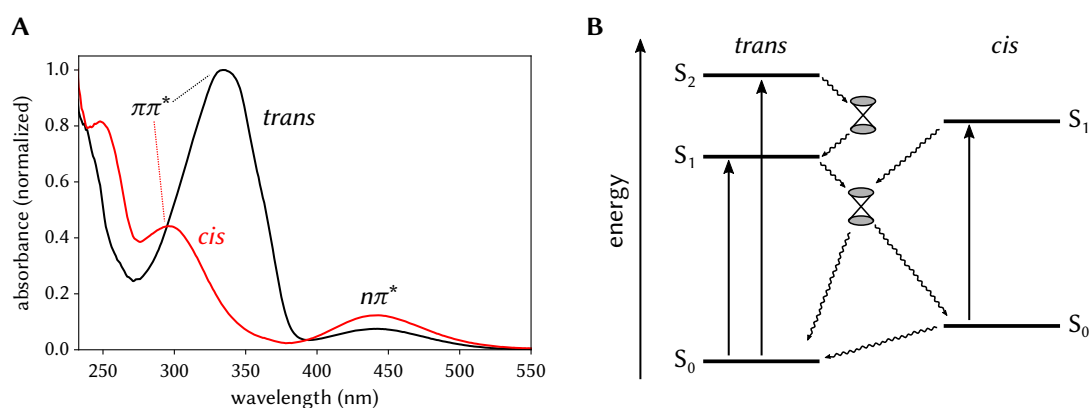 A
absorbance (normalized)
1.0
0.8
0.6
0.4
0.2
0.0
ππ*
trans
cis
nπ*
250 300 350 400 450 500 550
wavelength (nm)
B
energy
trans cis
S₂
S₁
S₁
S₀
S₀